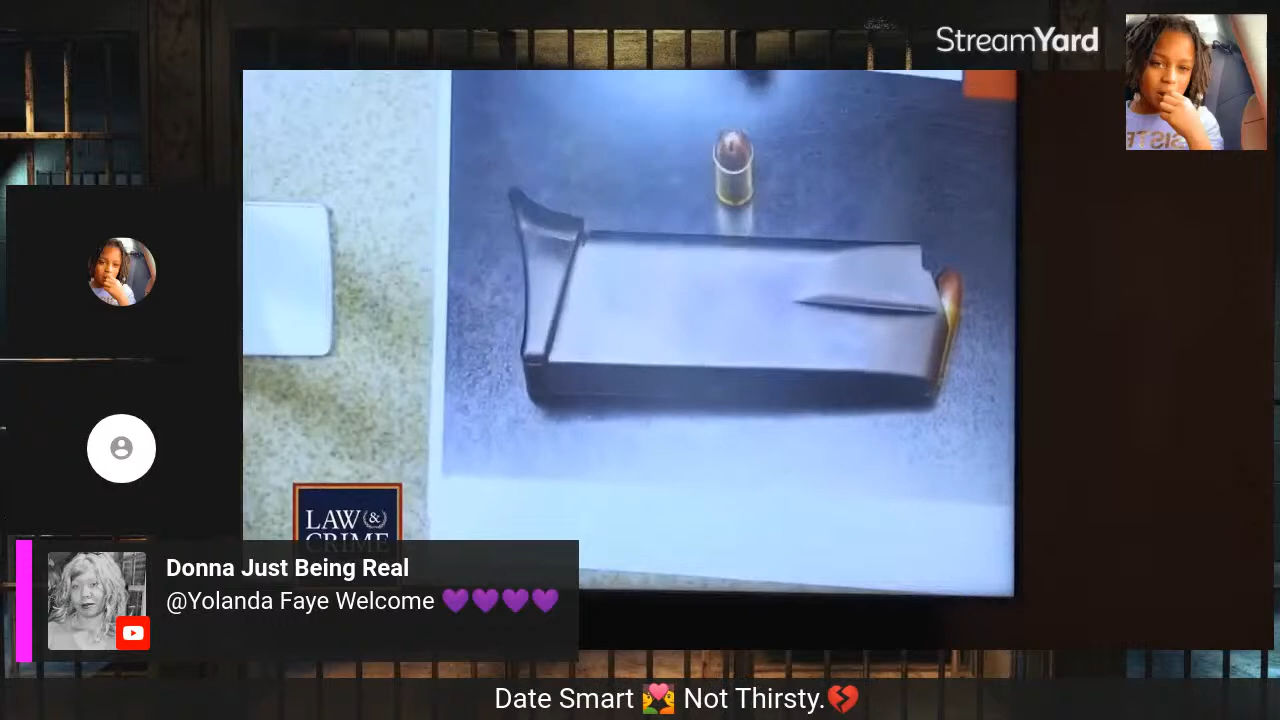 StreamYard
LAW &
CRIME
Donna Just Being Real
@Yolanda Faye Welcome 💜💜💜💜
Date Smart 💏 Not Thirsty.💔